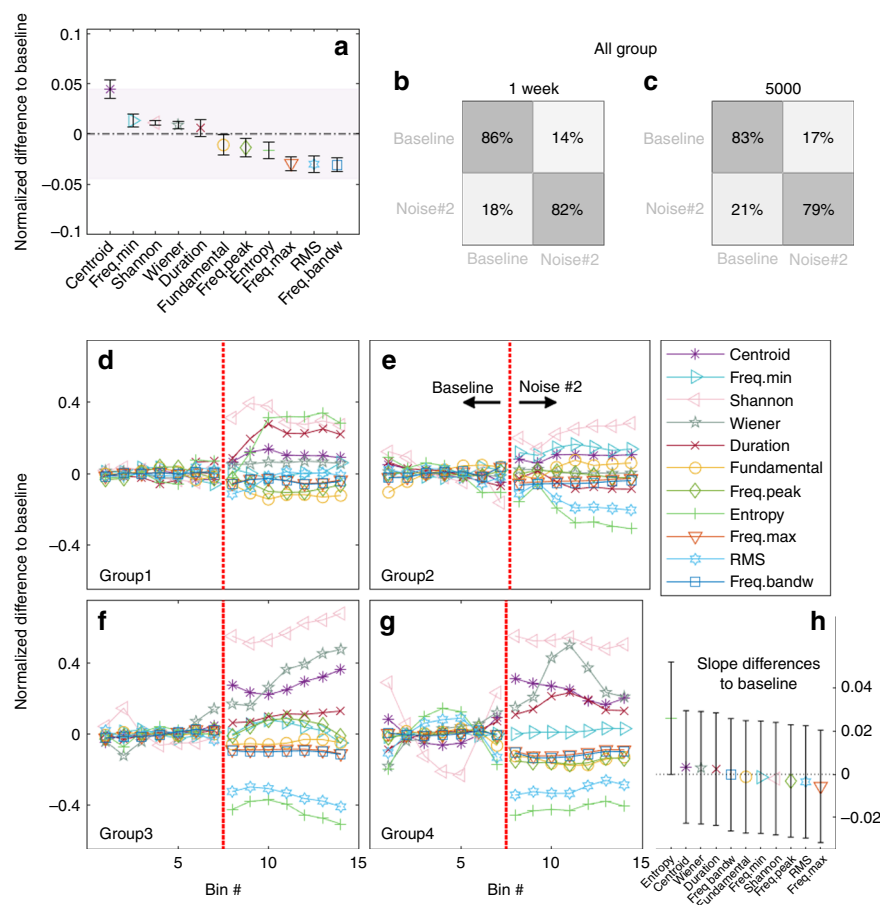 a
Normalized difference to baseline
0.1
0.05
0
−0.05
−0.1
Centroid
Freq.min
Shannon
Wiener
Duration
Fundamental
Freq.peak
Entropy
Freq.max
RMS
Freq.bandw
All group
b
1 week
Baseline
86%
14%
Noise#2
18%
82%
Baseline
Noise#2
c
5000
Baseline
83%
17%
Noise#2
21%
79%
Baseline
Noise#2
Normalized difference to baseline
d
0.4
0
−0.4
Group1
e
Baseline
Noise #2
Group2
Centroid
Freq.min
Shannon
Wiener
Duration
Fundamental
Freq.peak
Entropy
Freq.max
RMS
Freq.bandw
f
0.4
0
−0.4
Group3
5
10
15
Bin #
g
Group4
5
10
15
Bin #
h
Slope differences
to baseline
0.04
0.02
0
−0.02
Entropy
Centroid
Wiener
Duration
Freq bandw
Fundamental
Freq.min
Shannon
Freq.peak
RMS
Freq.max